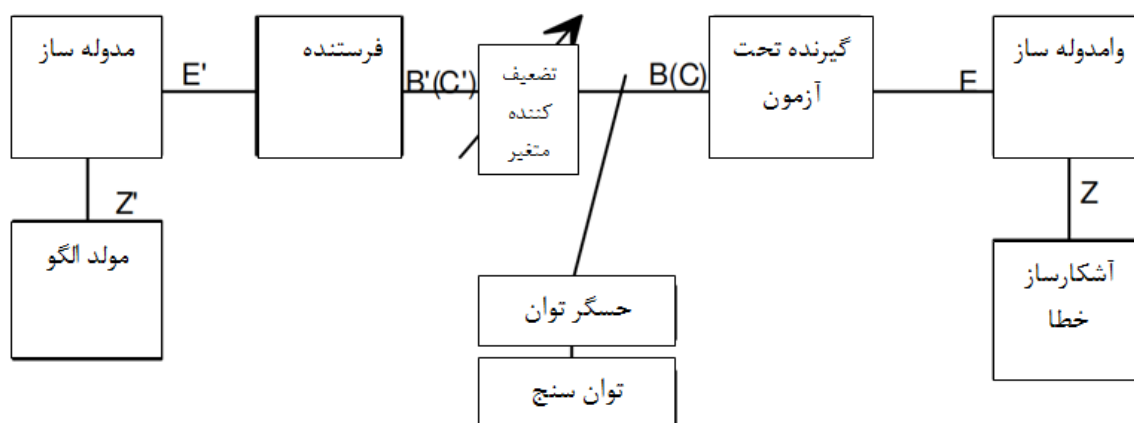 مدوله ساز
E'
فرستنده
B'(C')
تضعیف
کننده
متغیر
B(C)
گیرنده تحت
آزمون
E
وامدوله ساز
Z'
مولد الگو
Z
آشکارساز
خطا
حسگر توان
توان سنج